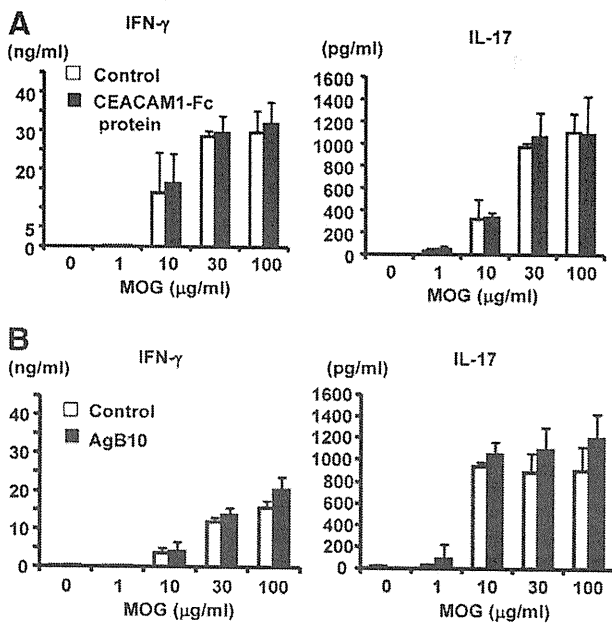 A
IFN-γ
(ng/ml)
Control
CEACAM1-Fc
protein
40
30
20
5
0
0 1 10 30 100
MOG (μg/ml)
IL-17
(pg/ml)
1600
1400
1200
1000
800
600
400
200
0
0 1 10 30 100
MOG (μg/ml)
B
IFN-γ
(ng/ml)
Control
AgB10
40
30
20
10
0
0 1 10 30 100
MOG (μg/ml)
IL-17
(pg/ml)
1600
1400
1200
1000
800
600
400
200
0
0 1 10 30 100
MOG (μg/ml)